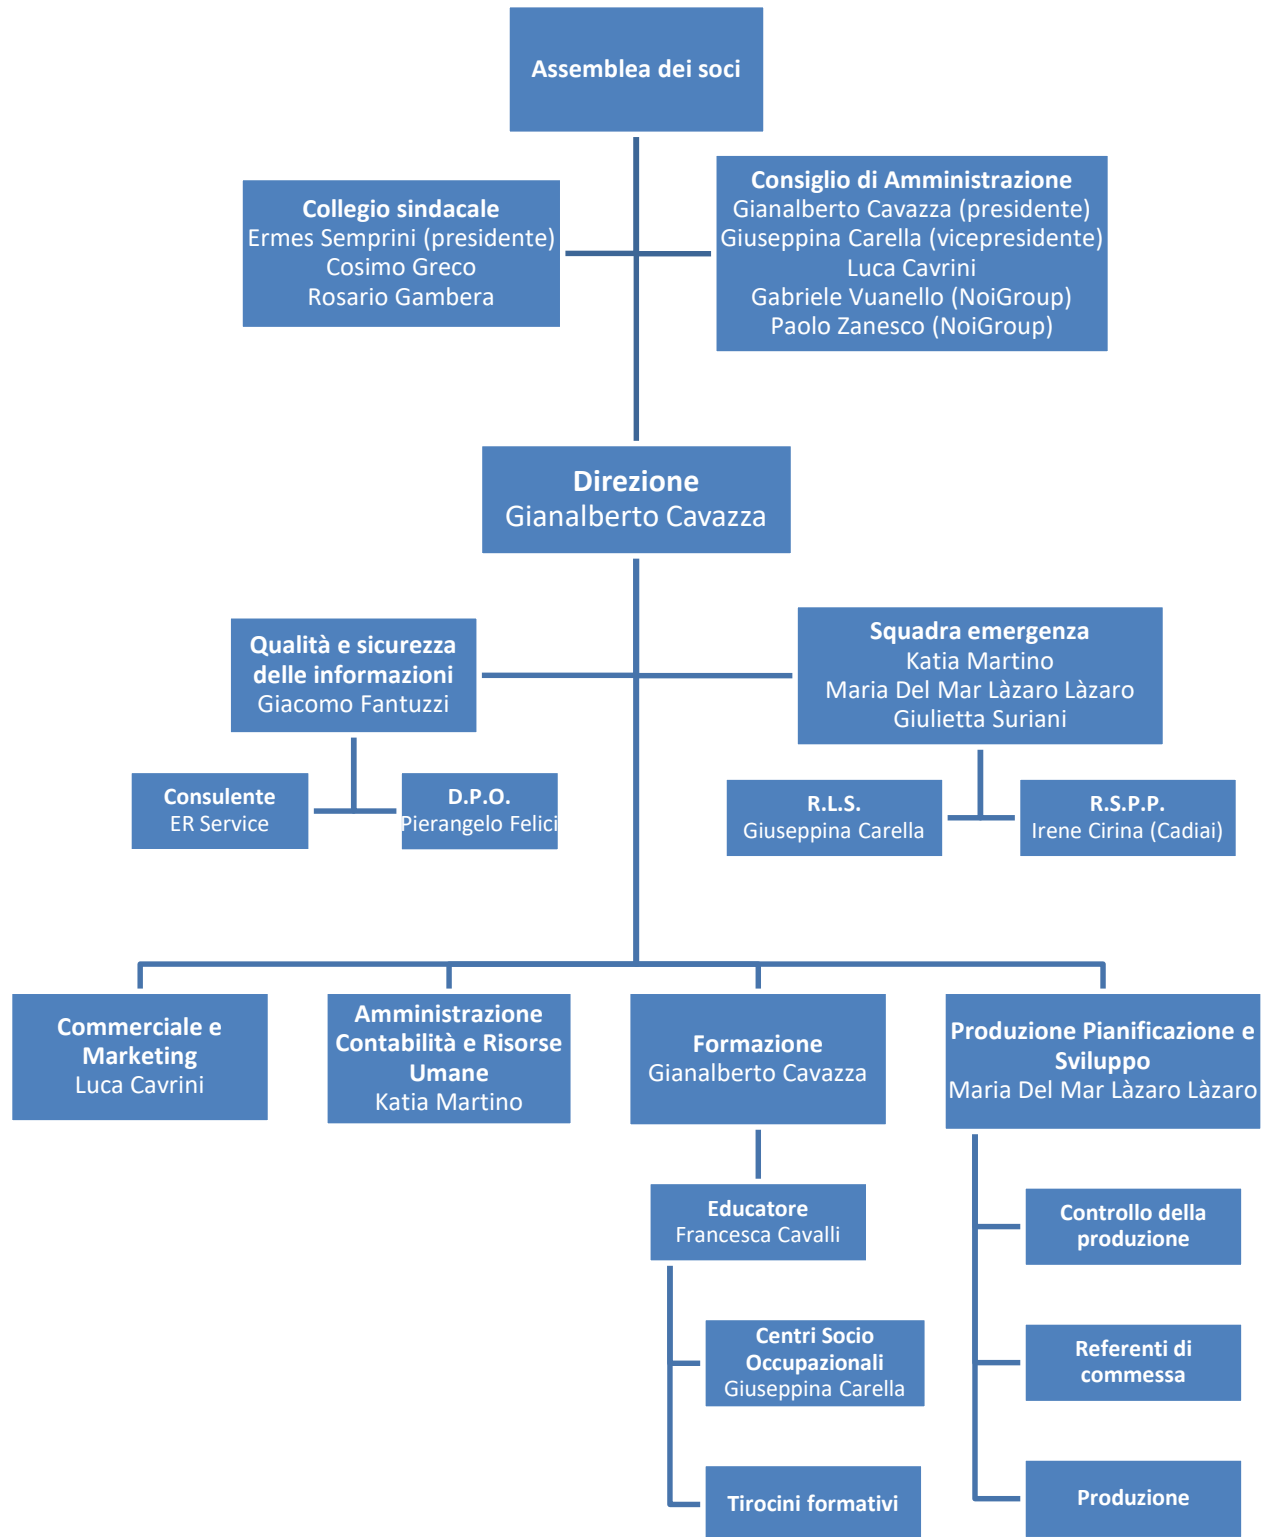 Assemblea dei soci
Collegio sindacale
Ermes Semprini (presidente)
Cosimo Greco
Rosario Gambera
Consiglio di Amministrazione
Gianalberto Cavazza (presidente)
Giuseppina Carella (vicepresidente)
Luca Cavrini
Gabriele Vuanello (NoiGroup)
Paolo Zanesco (NoiGroup)
Direzione
Gianalberto Cavazza
Qualità e sicurezza
delle informazioni
Giacomo Fantuzzi
Squadra emergenza
Katia Martino
Maria Del Mar Làzaro Làzaro
Giulietta Suriani
Consulente
ER Service
D.P.O.
Pierangelo Felici
R.L.S.
Giuseppina Carella
R.S.P.P.
Irene Cirina (Cadiai)
Commerciale e
Marketing
Luca Cavrini
Amministrazione
Contabilità e Risorse
Umane
Katia Martino
Formazione
Gianalberto Cavazza
Produzione Pianificazione e
Sviluppo
Maria Del Mar Làzaro Làzaro
Educatore
Francesca Cavalli
Centri Socio
Occupazionali
Giuseppina Carella
Tirocini formativi
Controllo della
produzione
Referenti di
commessa
Produzione